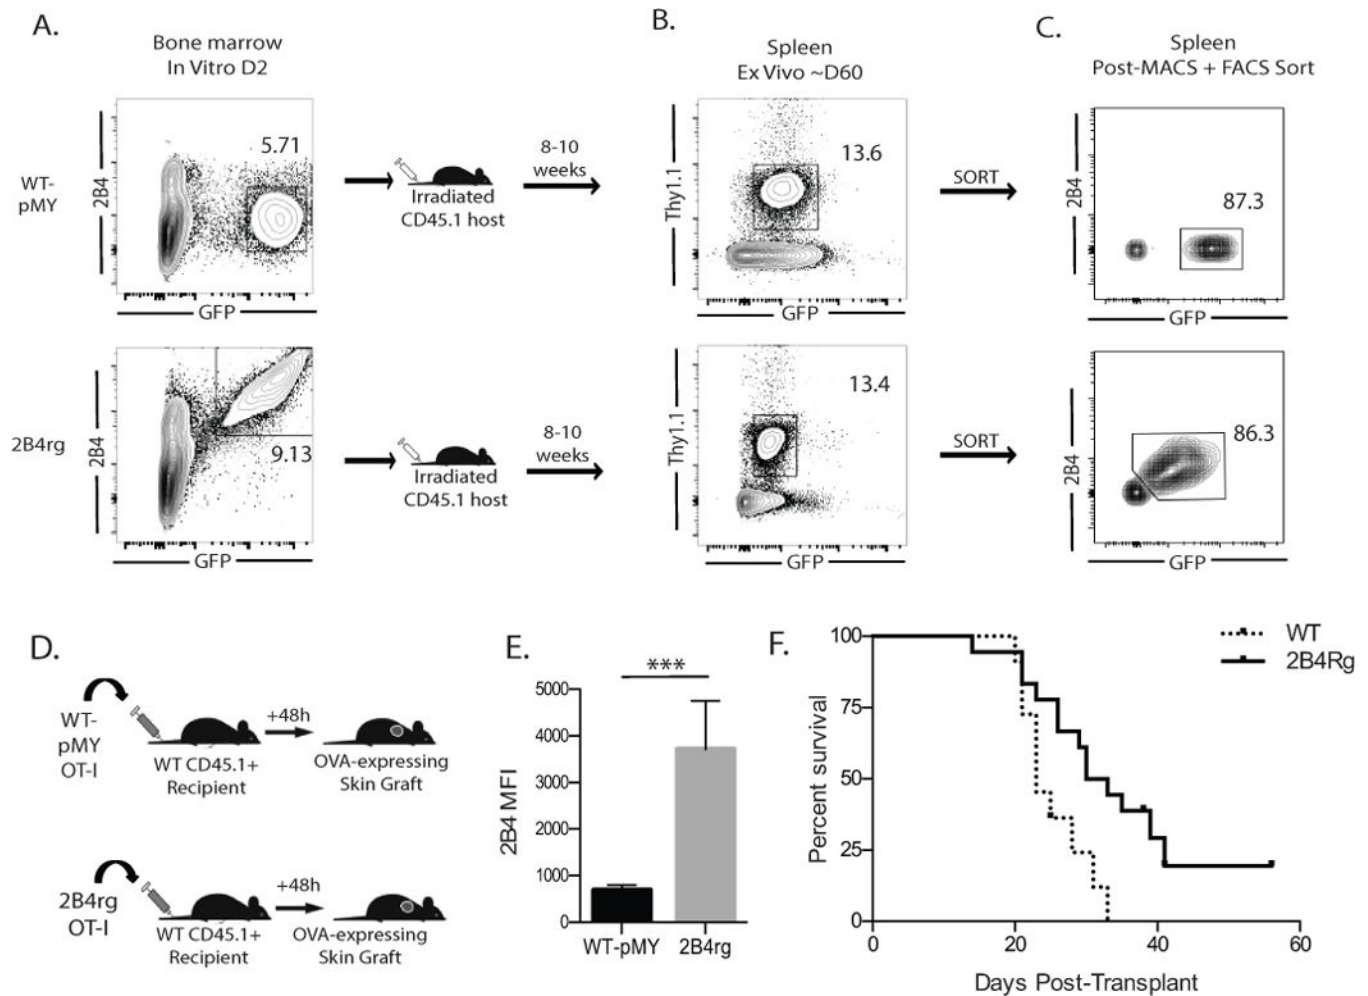 A.
Bone marrow
In Vitro D2
WT-
pMY
2B4
5.71
GFP
Irradiated
CD45.1 host
8-10
weeks
2B4rg
2B4
9.13
GFP
Irradiated
CD45.1 host
8-10
weeks
B.
Spleen
Ex Vivo ~D60
Thy1.1
13.6
GFP
SORT
Thy1.1
13.4
GFP
SORT
C.
Spleen
Post-MACS + FACS Sort
2B4
87.3
GFP
2B4
86.3
GFP
D.
WT-
pMY
OT-I
+48h
WT CD45.1+
Recipient
OVA-expressing
Skin Graft
2B4rg
OT-I
+48h
WT CD45.1+
Recipient
OVA-expressing
Skin Graft
E.
***
2B4 MFI
5000
4000
3000
2000
1000
0
WT-pMY
2B4rg
F.
WT
2B4Rg
Percent survival
100
75
50
25
0
0
20
40
60
Days Post-Transplant